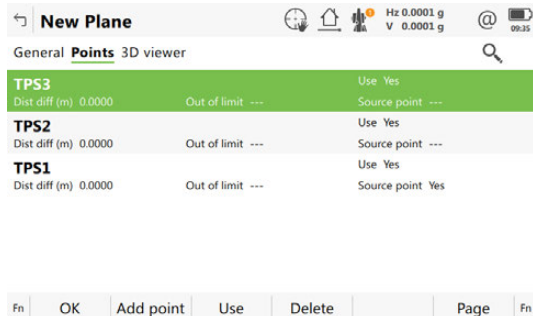 New Plane
Hz 0.0001 g
V 0.0001 g
@
09:35
General Points 3D viewer
TPS3
Use Yes
Dist diff (m) 0.0000 Out of limit --- Source point ---
TPS2
Use Yes
Dist diff (m) 0.0000 Out of limit --- Source point ---
TPS1
Use Yes
Dist diff (m) 0.0000 Out of limit --- Source point Yes
Fn OK Add point Use Delete Page Fn